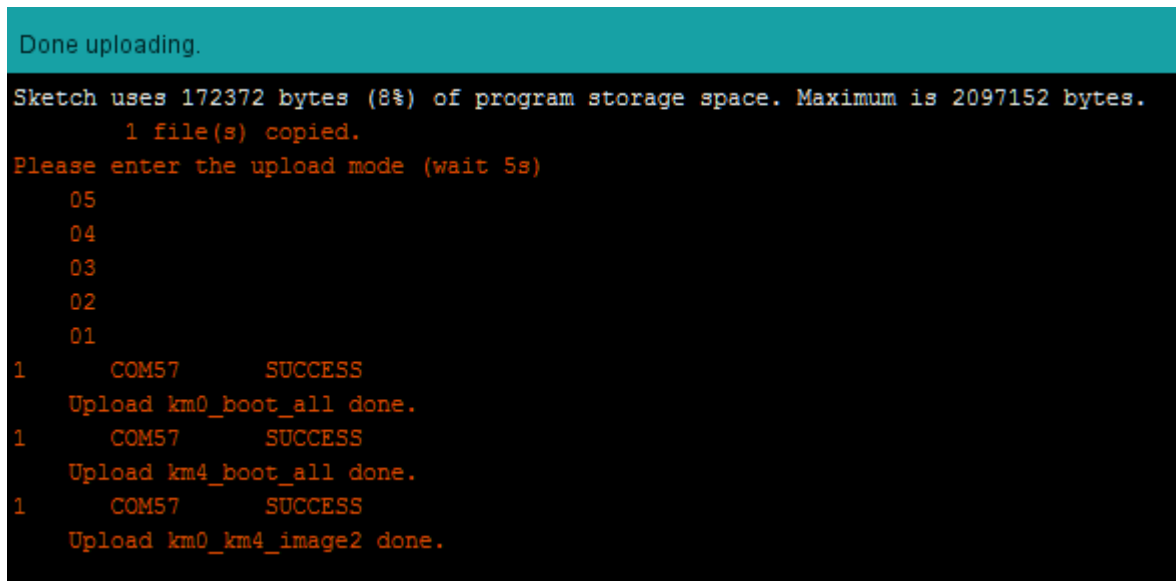 Done uploading.
Sketch uses 172372 bytes (8%) of program storage space. Maximum is 2097152 bytes.
1 file(s) copied.
Please enter the upload mode (wait 5s)
05
04
03
02
01
1 COM57 SUCCESS
Upload km0_boot_all done.
1 COM57 SUCCESS
Upload km4_boot_all done.
1 COM57 SUCCESS
Upload km0_km4_image2 done.